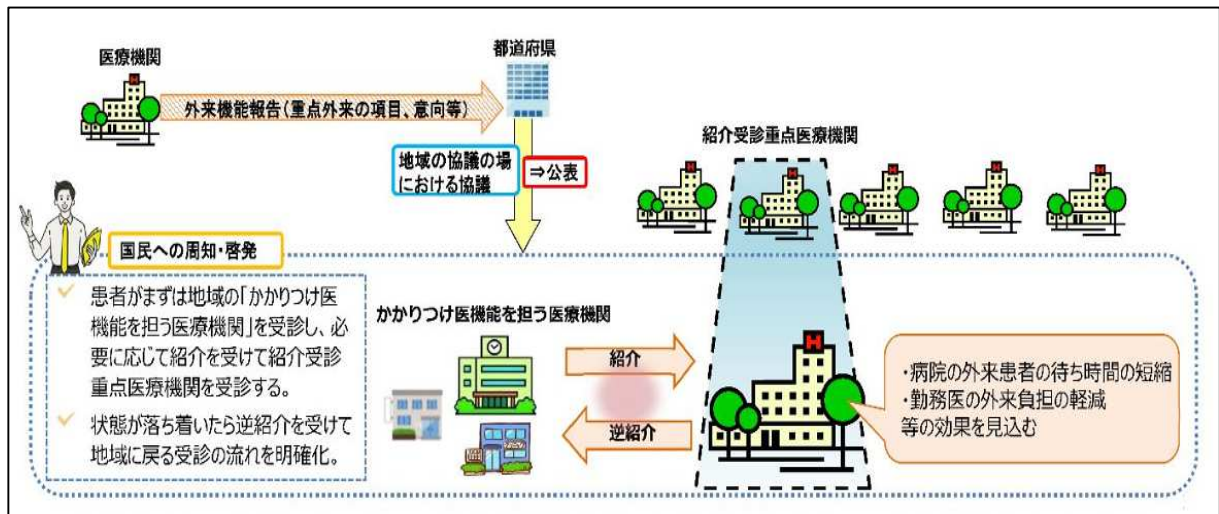 医療機関
都道府県
外来機能報告(重点外来の項目、意向等)
地域の協議の場
における協議
⇒公表
紹介受診重点医療機関
国民への周知・啓発
患者がまずは地域の「かかりつけ医
機能を担う医療機関」を受診し、必
要に応じて紹介を受けて紹介受診
重点医療機関を受診する。
状態が落ち着いたら逆紹介を受けて
地域に戻る受診の流れを明確化。
かかりつけ医機能を担う医療機関
紹介
逆紹介
・病院の外来患者の待ち時間の短縮
・勤務医の外来負担の軽減
等の効果を見込む
H
H
H
H
H
H
H